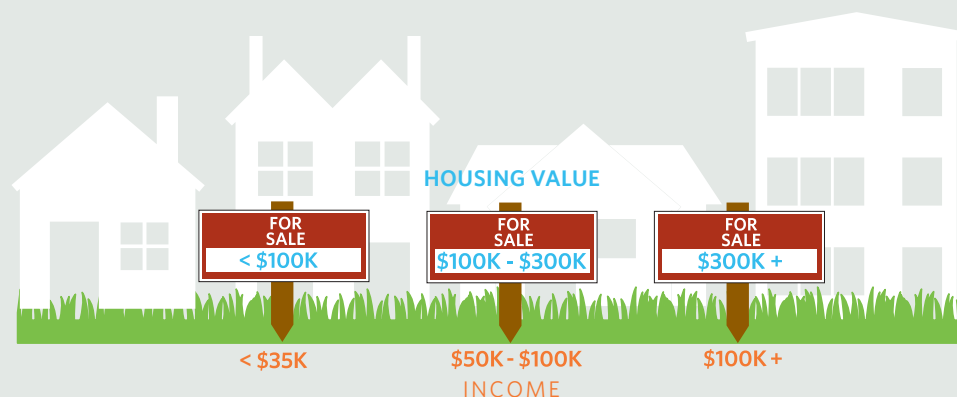 HOUSING VALUE
FOR
SALE
< $100K
FOR
SALE
$100K - $300K
FOR
SALE
$300K +
< $35K
$50K - $100K
$100K +
INCOME